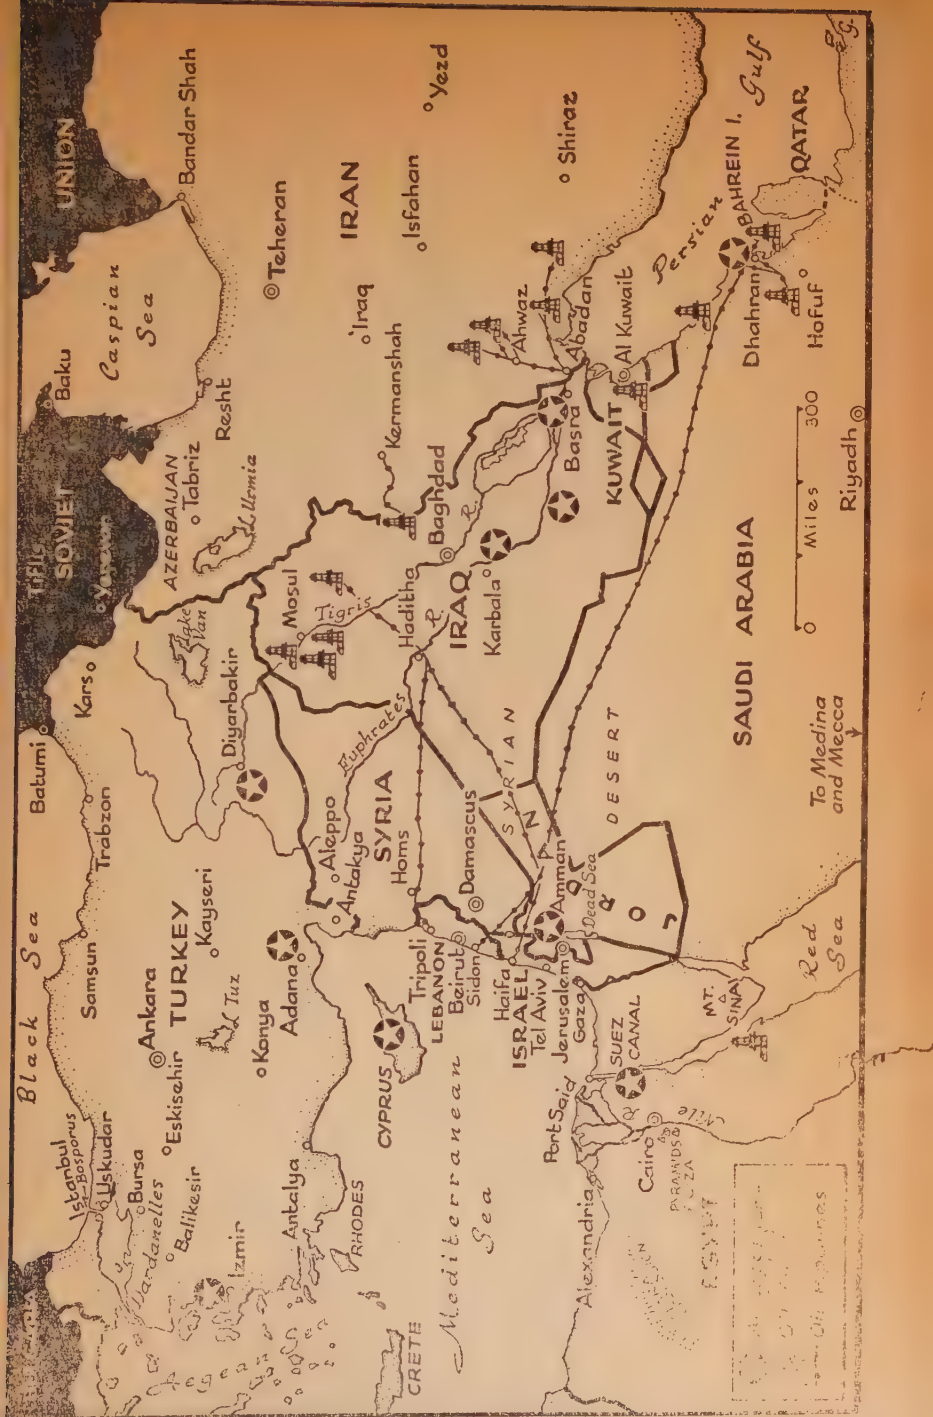 Black Sea
THE
SOVIET
UNION
Caspian
Sea
Istanbul
Bosporus
Uskudar
Bursa
Dardanelles
Balikesir
Eskisehir
Ankara
TURKEY
Samsun
Trabzon
Batumi
Kars
Yerevan
Baku
Bandar Shah
Resht
AZERBAIJAN
Tabriz
L. Urmia
Lake
Van
Diyarbakir
Kayseri
L. Tuz
Konya
Adana
Izmir
Antalya
Aegean
RHODES
CRETE
CYPRUS
Mediterranean
Sea
Antakya
Aleppo
SYRIA
Homs
Euphrates
R.
Mosul
Tigris
R.
Haditha
Baghdad
IRAQ
Karbala
Kermanshah
Iraq
Teheran
IRAN
Isfahan
Yezd
Shiraz
Ahwaz
Abadan
Basra
KUWAIT
Al Kuwait
Persian
Gulf
BAHREIN I.
QATAR
Dhahran
Hofuf
Riyadh
SAUDI ARABIA
0 Miles 300
To Medina
and Mecca
SYRIAN
DESERT
Tripoli
LEBANON
Beirut
Sidon
Damascus
Haifa
ISRAEL
Tel Aviv
Jerusalem
Gaza
Amman
Dead Sea
JORDAN
SUEZ
CANAL
Port Said
Alexandria
Cairo
Nile
R.
MT.
SINAI
Red
Sea
EGYPT